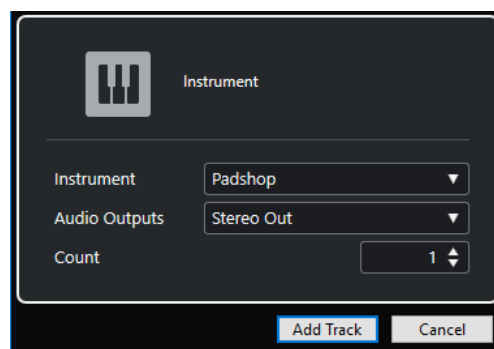 Instrument
Instrument Padshop
Audio Outputs Stereo Out
Count 1
Add Track Cancel